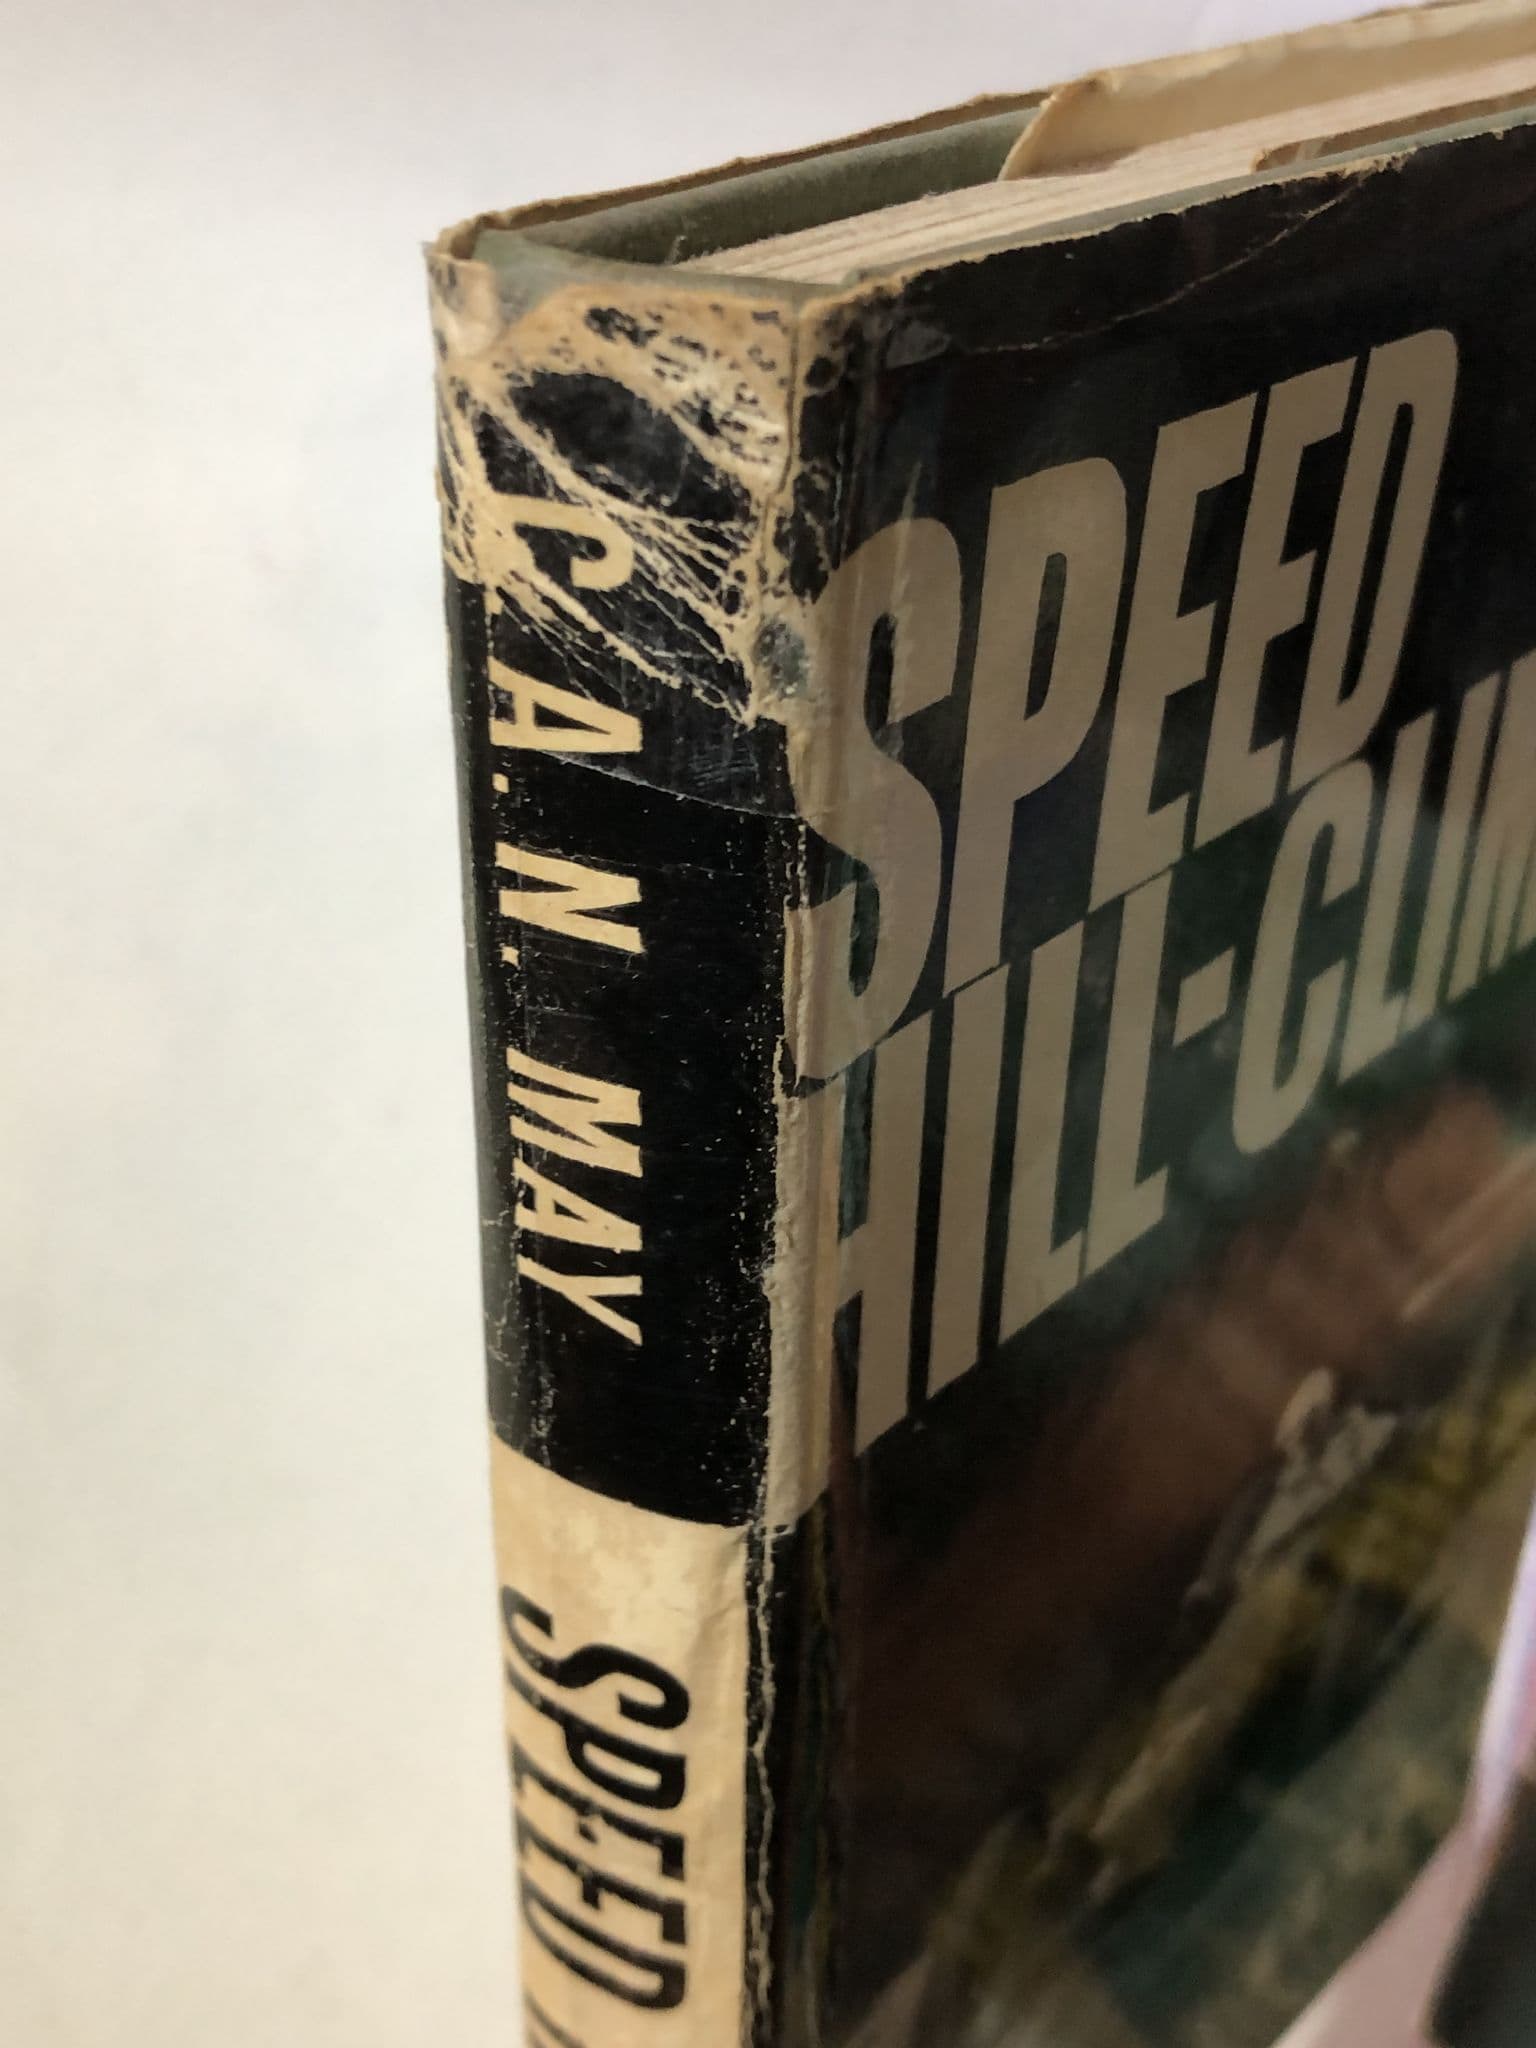 C.A.N. MAY
SPEED
SPEED
HILL-CLIM